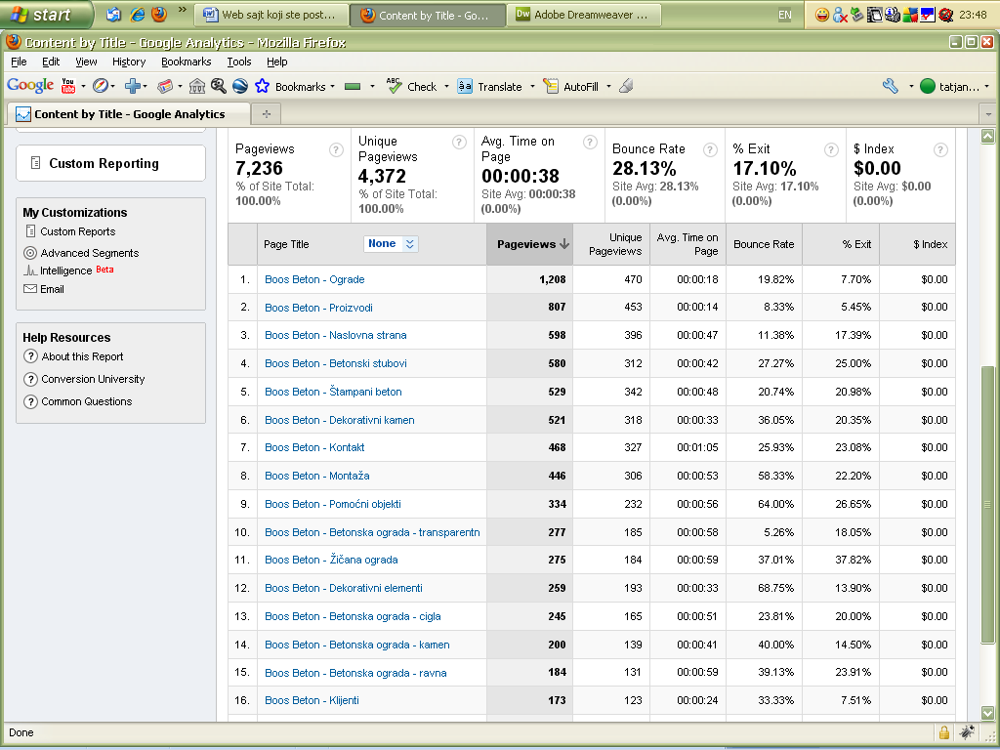 start
Web sajt koji ste post...
Content by Title - Go...
Dw Adobe Dreamweaver ...
EN
23:48
Content by Title - Google Analytics - Mozilla Firefox
File Edit View History Bookmarks Tools Help
Google
You Tube
Bookmarks
ABC Check
âa Translate
AutoFill
tatjan...
Content by Title - Google Analytics
Custom Reporting
My Customizations
Custom Reports
Advanced Segments
Intelligence Beta
Email
Help Resources
? About this Report
? Conversion University
? Common Questions
Pageviews ?
7,236
% of Site Total:
100.00%
Unique ?
Pageviews
4,372
% of Site Total:
100.00%
Avg. Time on ?
Page
00:00:38
Site Avg: 00:00:38
(0.00%)
Bounce Rate ?
28.13%
Site Avg: 28.13%
(0.00%)
% Exit ?
17.10%
Site Avg: 17.10%
(0.00%)
$ Index ?
$0.00
Site Avg: $0.00
(0.00%)
Page Title None Pageviews Unique Pageviews Avg. Time on Page Bounce Rate % Exit $ Index
1. Boos Beton - Ograde 1,208 470 00:00:18 19.82% 7.70% $0.00
2. Boos Beton - Proizvodi 807 453 00:00:14 8.33% 5.45% $0.00
3. Boos Beton - Naslovna strana 598 396 00:00:47 11.38% 17.39% $0.00
4. Boos Beton - Betonski stubovi 580 312 00:00:42 27.27% 25.00% $0.00
5. Boos Beton - Štampani beton 529 342 00:00:48 20.74% 20.98% $0.00
6. Boos Beton - Dekorativni kamen 521 318 00:00:33 36.05% 20.35% $0.00
7. Boos Beton - Kontakt 468 327 00:01:05 25.93% 23.08% $0.00
8. Boos Beton - Montaža 446 306 00:00:53 58.33% 22.20% $0.00
9. Boos Beton - Pomoćni objekti 334 232 00:00:56 64.00% 26.65% $0.00
10. Boos Beton - Betonska ograda - transparentn 277 185 00:00:58 5.26% 18.05% $0.00
11. Boos Beton - Žičana ograda 275 184 00:00:59 37.01% 37.82% $0.00
12. Boos Beton - Dekorativni elementi 259 193 00:00:33 68.75% 13.90% $0.00
13. Boos Beton - Betonska ograda - cigla 245 165 00:00:51 23.81% 20.00% $0.00
14. Boos Beton - Betonska ograda - kamen 200 139 00:00:41 40.00% 14.50% $0.00
15. Boos Beton - Betonska ograda - ravna 184 131 00:00:59 39.13% 23.91% $0.00
16. Boos Beton - Klijenti 173 123 00:00:24 33.33% 7.51% $0.00
Done